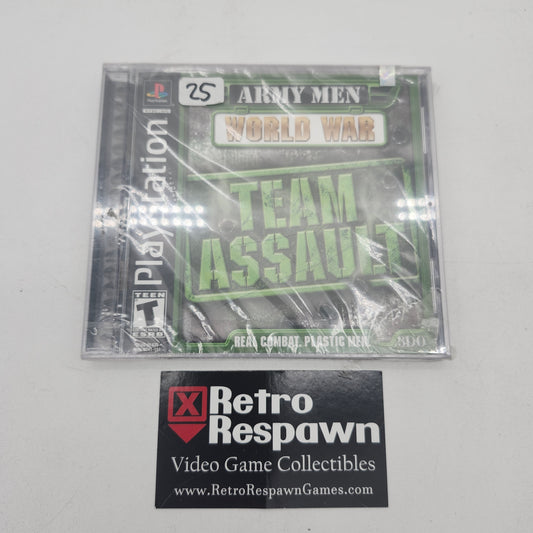 25
ARMY MEN
WORLD WAR
TEAM
ASSAULT
PlayStation
TEEN
T
ESRB
REAL COMBAT. PLASTIC MEN.
3DO
X Retro
Respawn
Video Game Collectibles
www.RetroRespawnGames.com